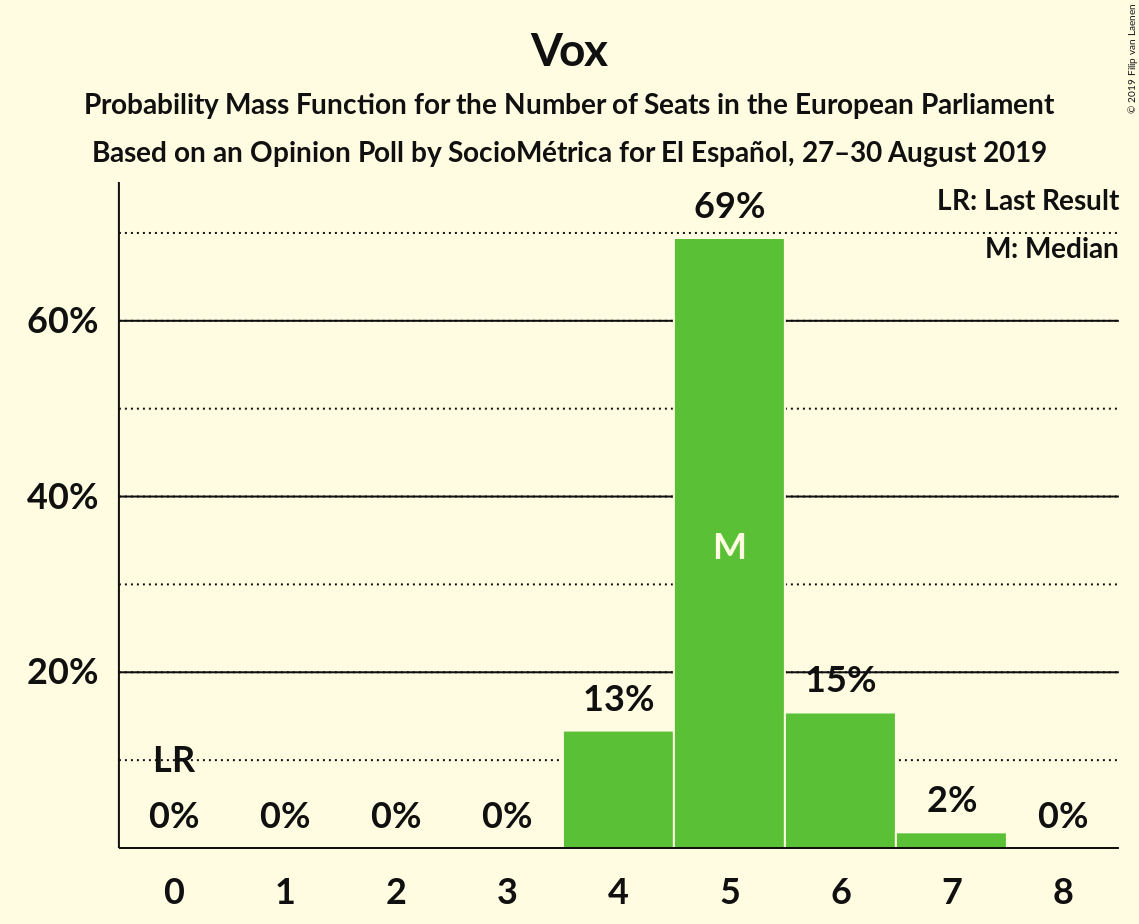 Vox
Probability Mass Function for the Number of Seats in the European Parliament
Based on an Opinion Poll by SocioMétrica for El Español, 27–30 August 2019
© 2019 Filip van Laenen
LR: Last Result
M: Median
69%
60%
40%
M
20%
15%
13%
LR
2%
0%
0%
0%
0%
0%
0
1
2
3
4
5
6
7
8